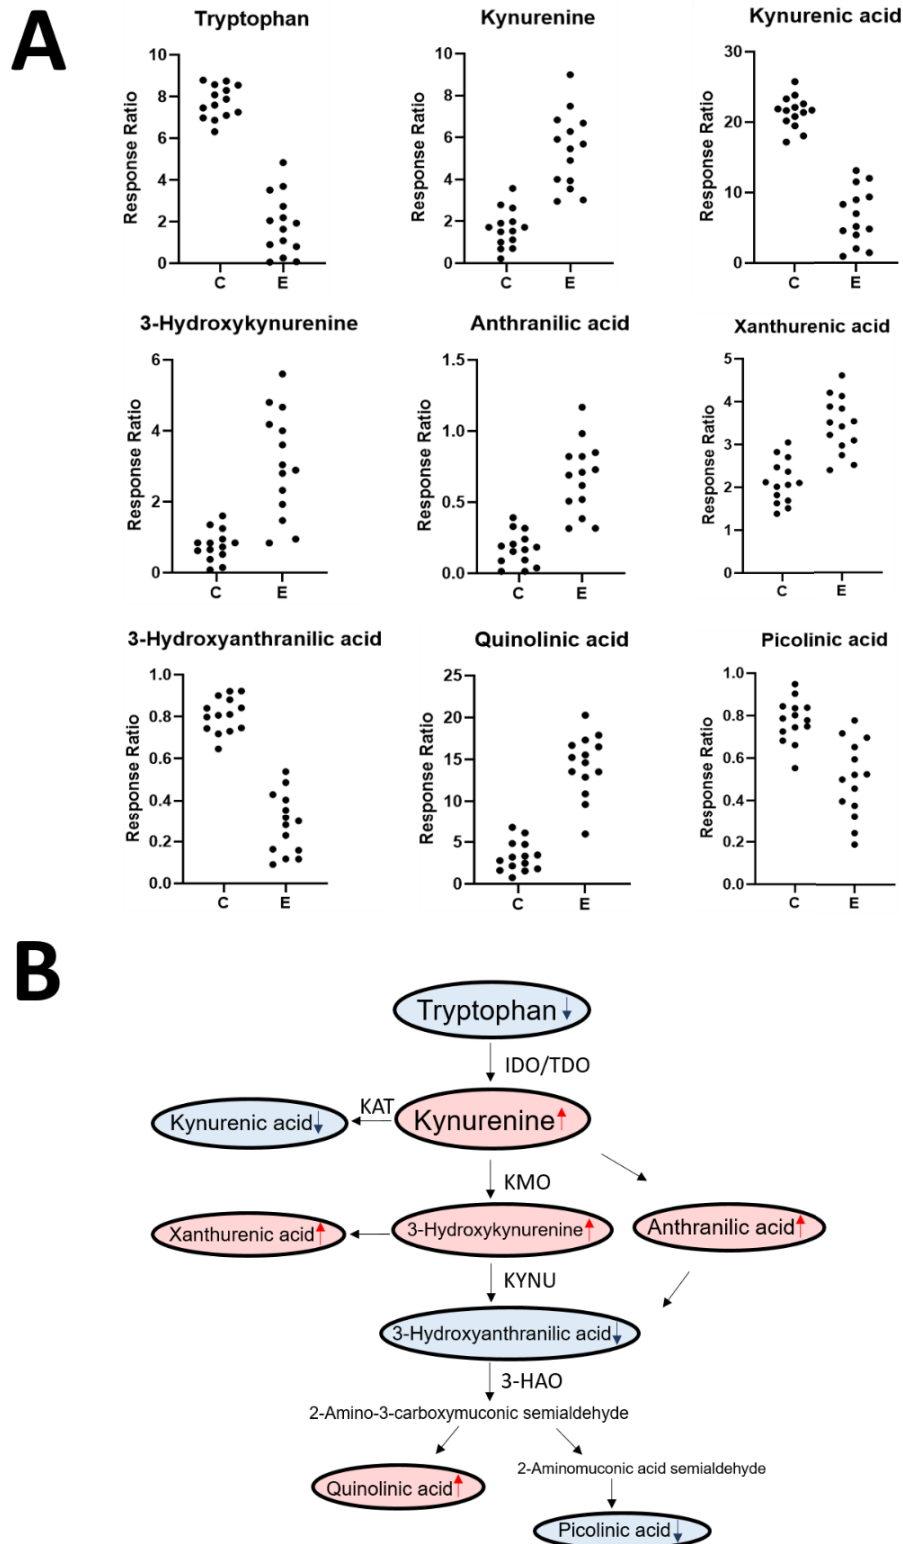 A
Tryptophan
Response Ratio
10
8
6
4
2
0
C E
Kynurenine
Response Ratio
10
8
6
4
2
0
C E
Kynurenic acid
Response Ratio
30
20
10
0
C E
3-Hydroxykynurenine
Response Ratio
6
4
2
0
C E
Anthranilic acid
Response Ratio
1.5
1.0
0.5
0.0
C E
Xanthurenic acid
Response Ratio
5
4
3
2
1
0
C E
3-Hydroxyanthranilic acid
Response Ratio
1.0
0.8
0.6
0.4
0.2
0.0
C E
Quinolinic acid
Response Ratio
25
20
15
10
5
0
C E
Picolinic acid
Response Ratio
1.0
0.8
0.6
0.4
0.2
0.0
C E
B
Tryptophan↓
IDO/TDO
Kynurenic acid↓
KAT
Kynurenine↑
KMO
Xanthurenic acid↑
3-Hydroxykynurenine↑
Anthranilic acid↑
KYNU
3-Hydroxyanthranilic acid↓
3-HAO
2-Amino-3-carboxymuconic semialdehyde
Quinolinic acid↑
2-Aminomuconic acid semialdehyde
Picolinic acid↓